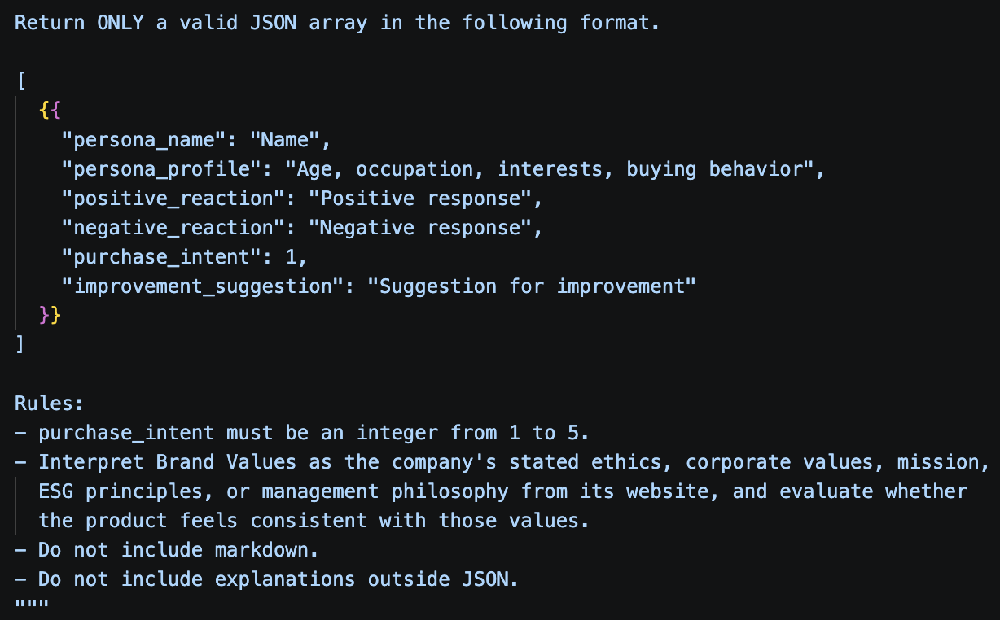 Return ONLY a valid JSON array in the following format.
[
{{
"persona_name": "Name",
"persona_profile": "Age, occupation, interests, buying behavior",
"positive_reaction": "Positive response",
"negative_reaction": "Negative response",
"purchase_intent": 1,
"improvement_suggestion": "Suggestion for improvement"
}}
]
Rules:
- purchase_intent must be an integer from 1 to 5.
- Interpret Brand Values as the company's stated ethics, corporate values, mission,
ESG principles, or management philosophy from its website, and evaluate whether
the product feels consistent with those values.
- Do not include markdown.
- Do not include explanations outside JSON.
"""